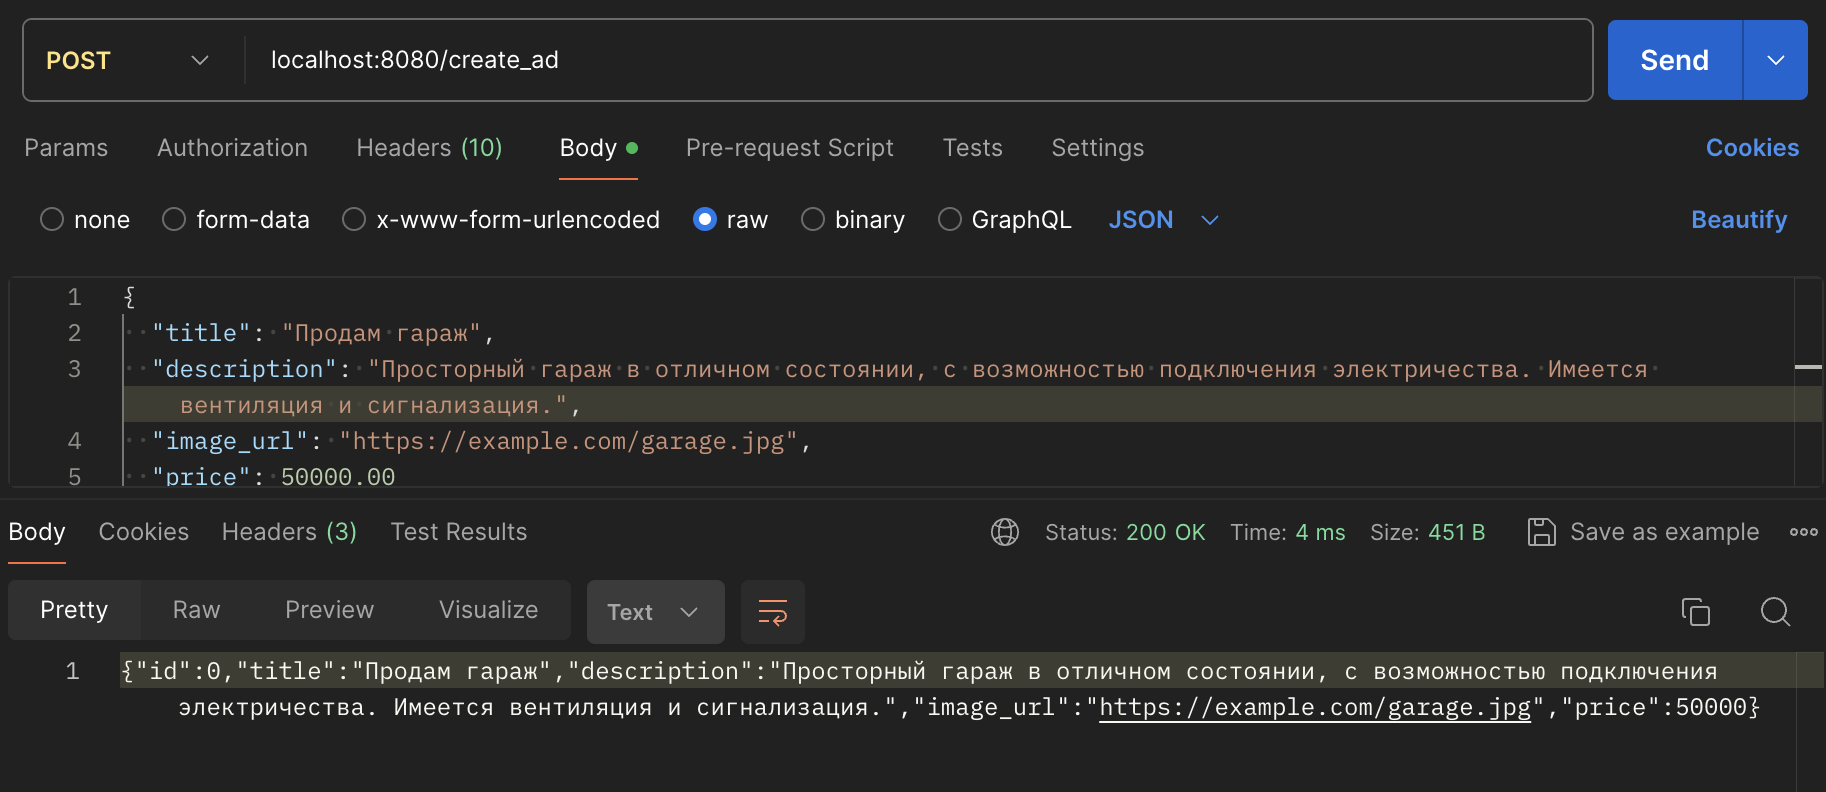 POST localhost:8080/create_ad Send
Params Authorization Headers (10) Body Pre-request Script Tests Settings Cookies
none form-data x-www-form-urlencoded raw binary GraphQL JSON Beautify
1 {
2 "title": "Продам гараж",
3 "description": "Просторный гараж в отличном состоянии, с возможностью подключения электричества. Имеется
вентиляция и сигнализация.",
4 "image_url": "https://example.com/garage.jpg",
5 "price": 50000.00
Body Cookies Headers (3) Test Results Status: 200 OK Time: 4 ms Size: 451 B Save as example
Pretty Raw Preview Visualize Text
1 {"id":0,"title":"Продам гараж","description":"Просторный гараж в отличном состоянии, с возможностью подключения
электричества. Имеется вентиляция и сигнализация.","image_url":"https://example.com/garage.jpg","price":50000}